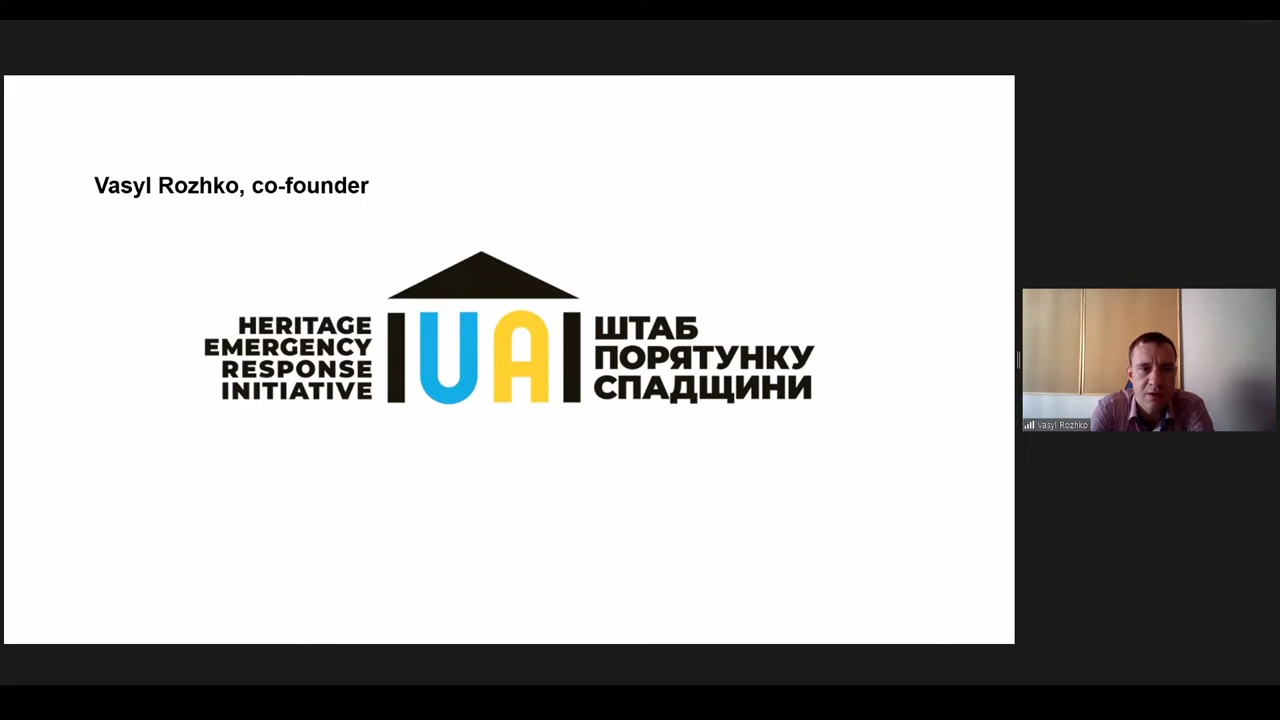 Vasyl Rozhko, co-founder
HERITAGE
EMERGENCY
RESPONSE
INITIATIVE
UA
ШТАБ
ПОРЯТУНКУ
СПАДЩИНИ
Vasyl Rozhko